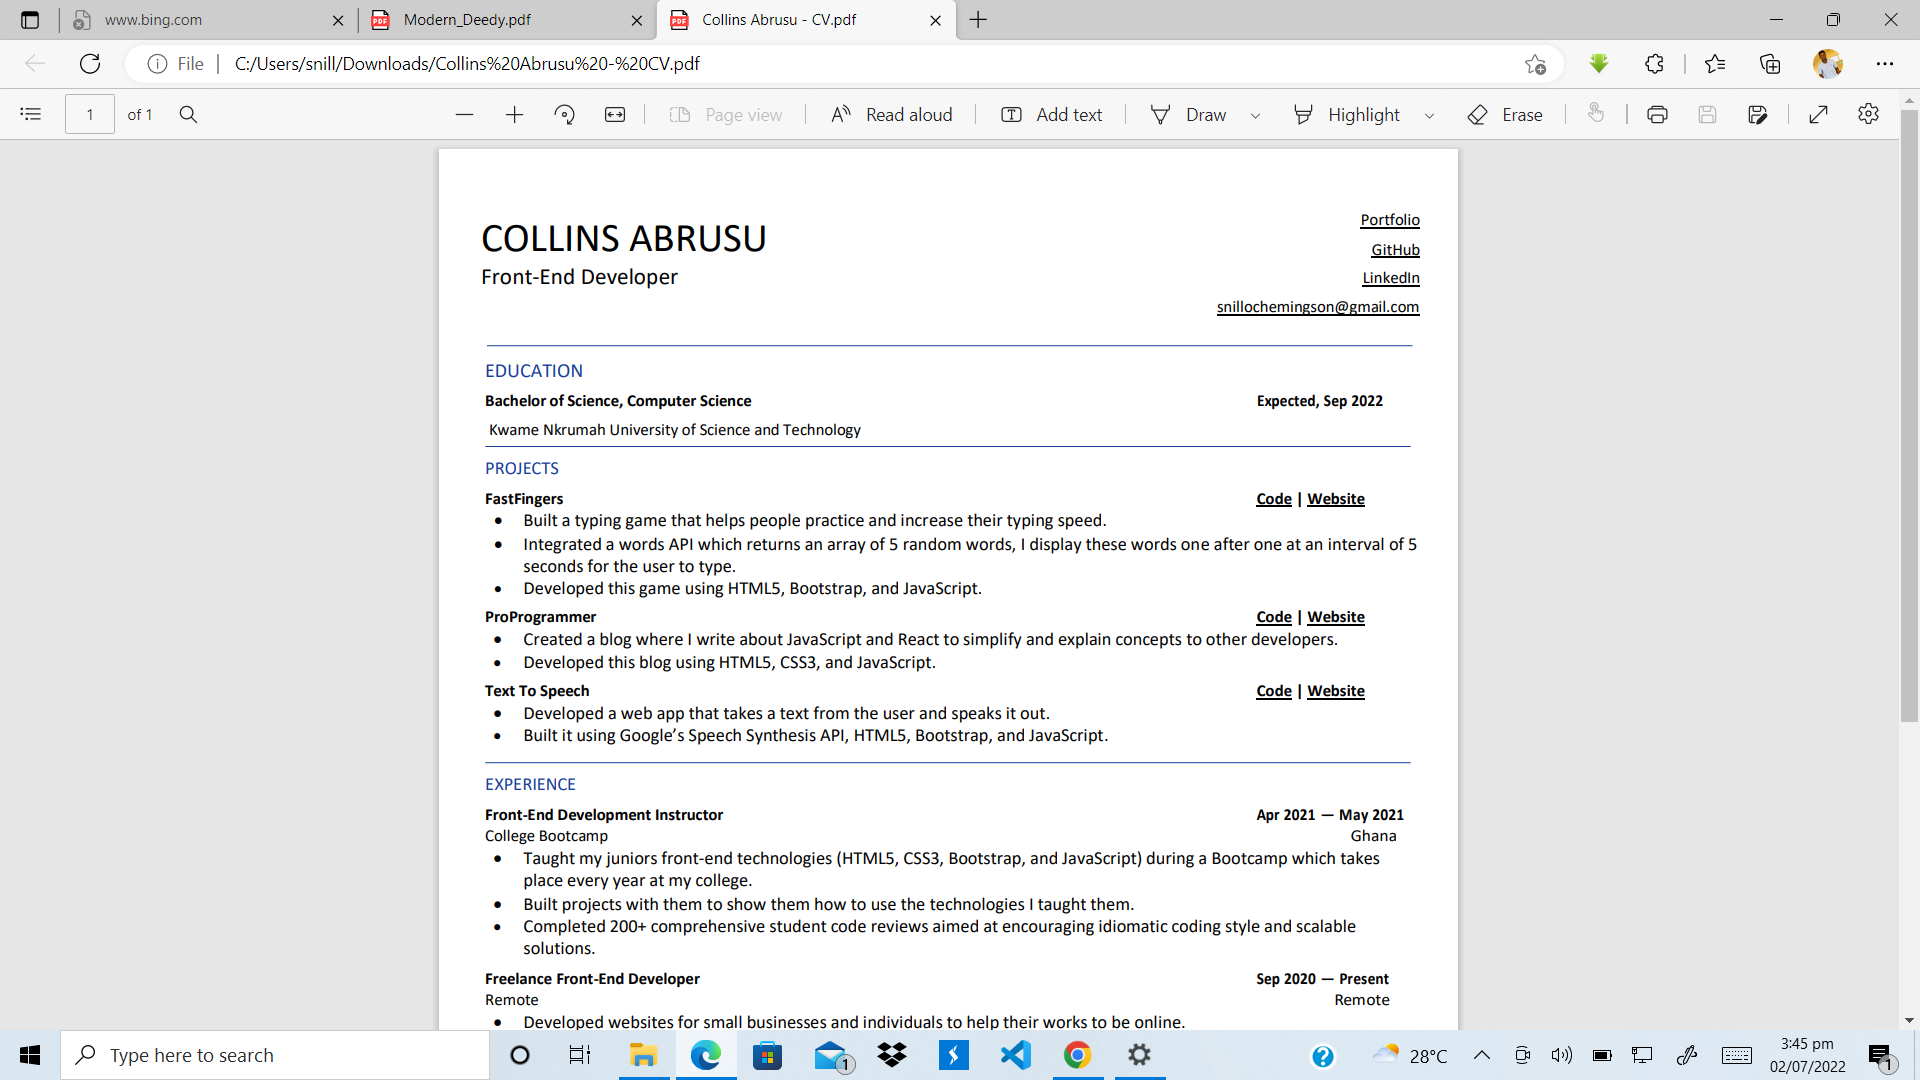 www.bing.com
Modern_Deedy.pdf
Collins Abrusu - CV.pdf
File
C:/Users/snill/Downloads/Collins%20Abrusu%20-%20CV.pdf
1 of 1
Page view
Read aloud
Add text
Draw
Highlight
Erase
COLLINS ABRUSU
Front-End Developer
Portfolio
GitHub
LinkedIn
snillochemingson@gmail.com
EDUCATION
Bachelor of Science, Computer Science Expected, Sep 2022
Kwame Nkrumah University of Science and Technology
PROJECTS
FastFingers Code | Website
• Built a typing game that helps people practice and increase their typing speed.
• Integrated a words API which returns an array of 5 random words, I display these words one after one at an interval of 5
seconds for the user to type.
• Developed this game using HTML5, Bootstrap, and JavaScript.
ProProgrammer Code | Website
• Created a blog where I write about JavaScript and React to simplify and explain concepts to other developers.
• Developed this blog using HTML5, CSS3, and JavaScript.
Text To Speech Code | Website
• Developed a web app that takes a text from the user and speaks it out.
• Built it using Google’s Speech Synthesis API, HTML5, Bootstrap, and JavaScript.
EXPERIENCE
Front-End Development Instructor Apr 2021 — May 2021
College Bootcamp Ghana
• Taught my juniors front-end technologies (HTML5, CSS3, Bootstrap, and JavaScript) during a Bootcamp which takes
place every year at my college.
• Built projects with them to show them how to use the technologies I taught them.
• Completed 200+ comprehensive student code reviews aimed at encouraging idiomatic coding style and scalable
solutions.
Freelance Front-End Developer Sep 2020 — Present
Remote Remote
• Developed websites for small businesses and individuals to help their works to be online.
Type here to search
1
28°C
3:45 pm
02/07/2022
1